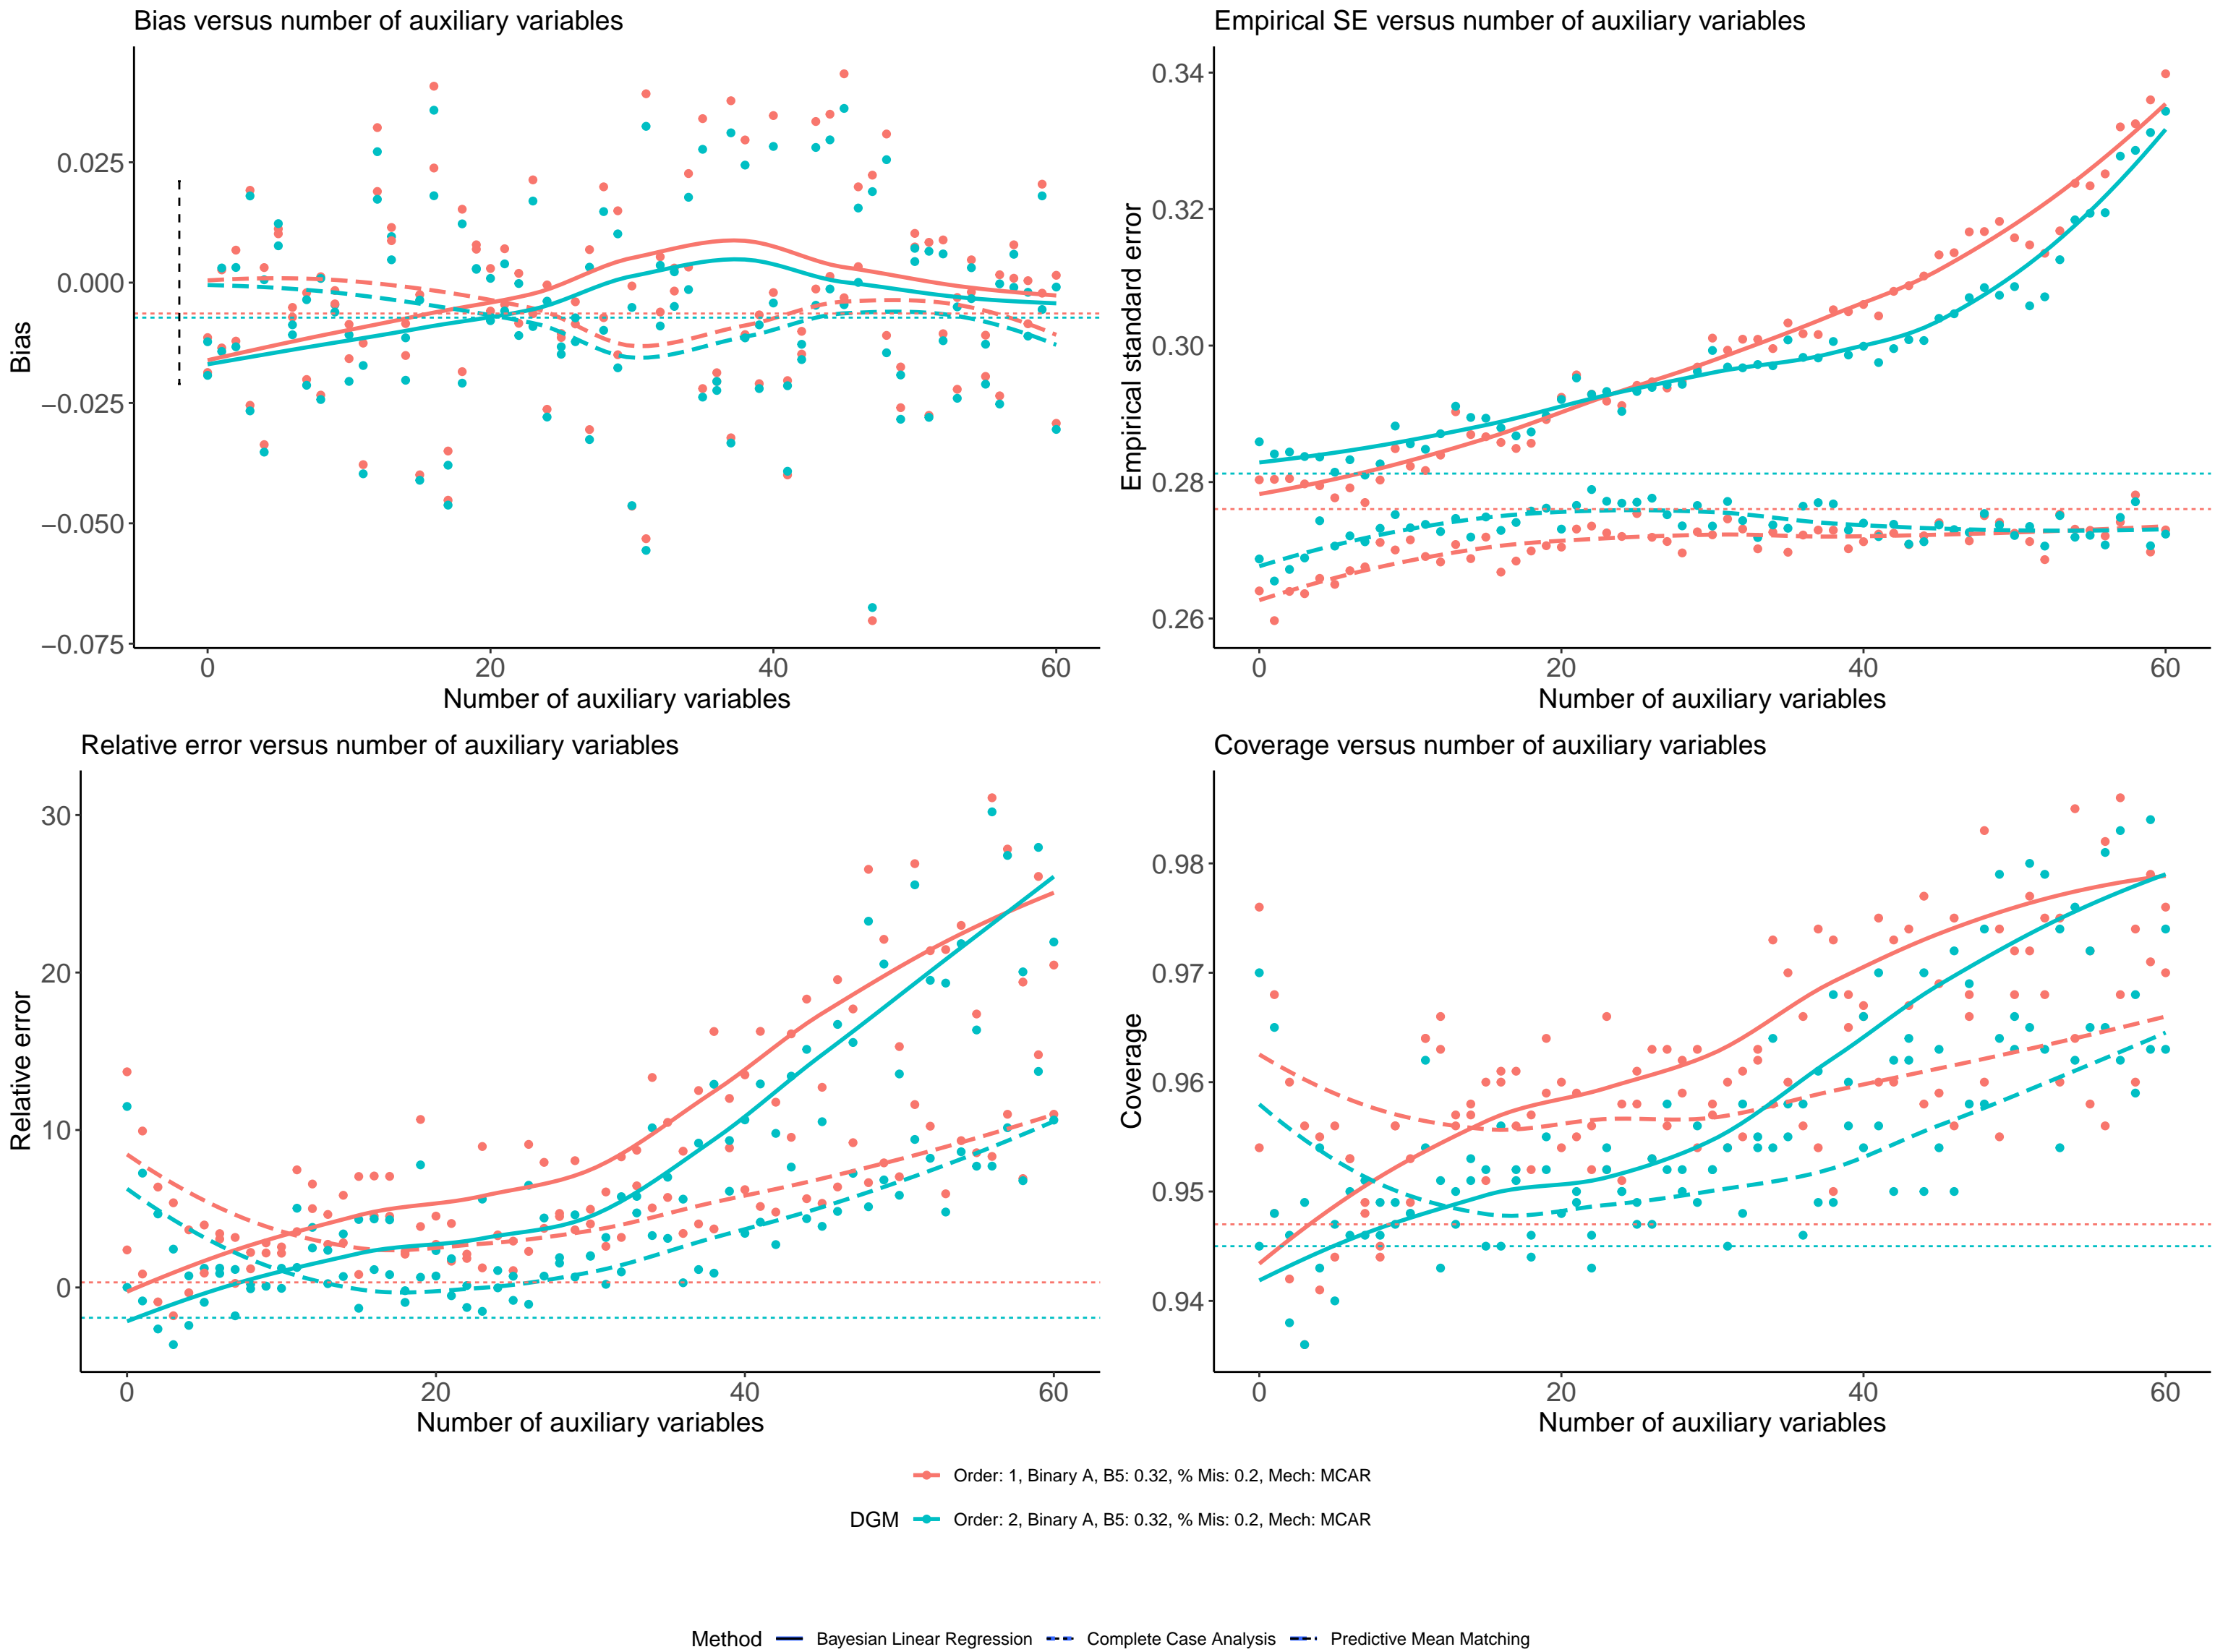 Bias versus number of auxiliary variables
0.025
0.000
−0.025
−0.050
−0.075
Bias
0 20 40 60
Number of auxiliary variables
Empirical SE versus number of auxiliary variables
0.34
0.32
0.30
0.28
0.26
Empirical standard error
0 20 40 60
Number of auxiliary variables
Relative error versus number of auxiliary variables
30
20
10
0
Relative error
0 20 40 60
Number of auxiliary variables
Coverage versus number of auxiliary variables
0.98
0.97
0.96
0.95
0.94
Coverage
0 20 40 60
Number of auxiliary variables
Order: 1, Binary A, B5: 0.32, % Mis: 0.2, Mech: MCAR
DGM Order: 2, Binary A, B5: 0.32, % Mis: 0.2, Mech: MCAR
Method Bayesian Linear Regression Complete Case Analysis Predictive Mean Matching